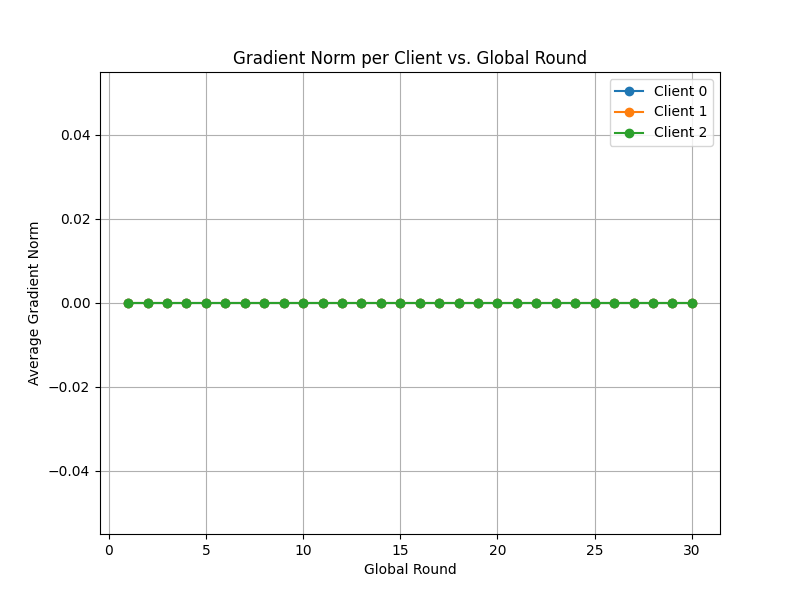 Gradient Norm per Client vs. Global Round
Client 0
Client 1
Client 2
0.04
0.02
0.00
−0.02
−0.04
Average Gradient Norm
0 5 10 15 20 25 30
Global Round